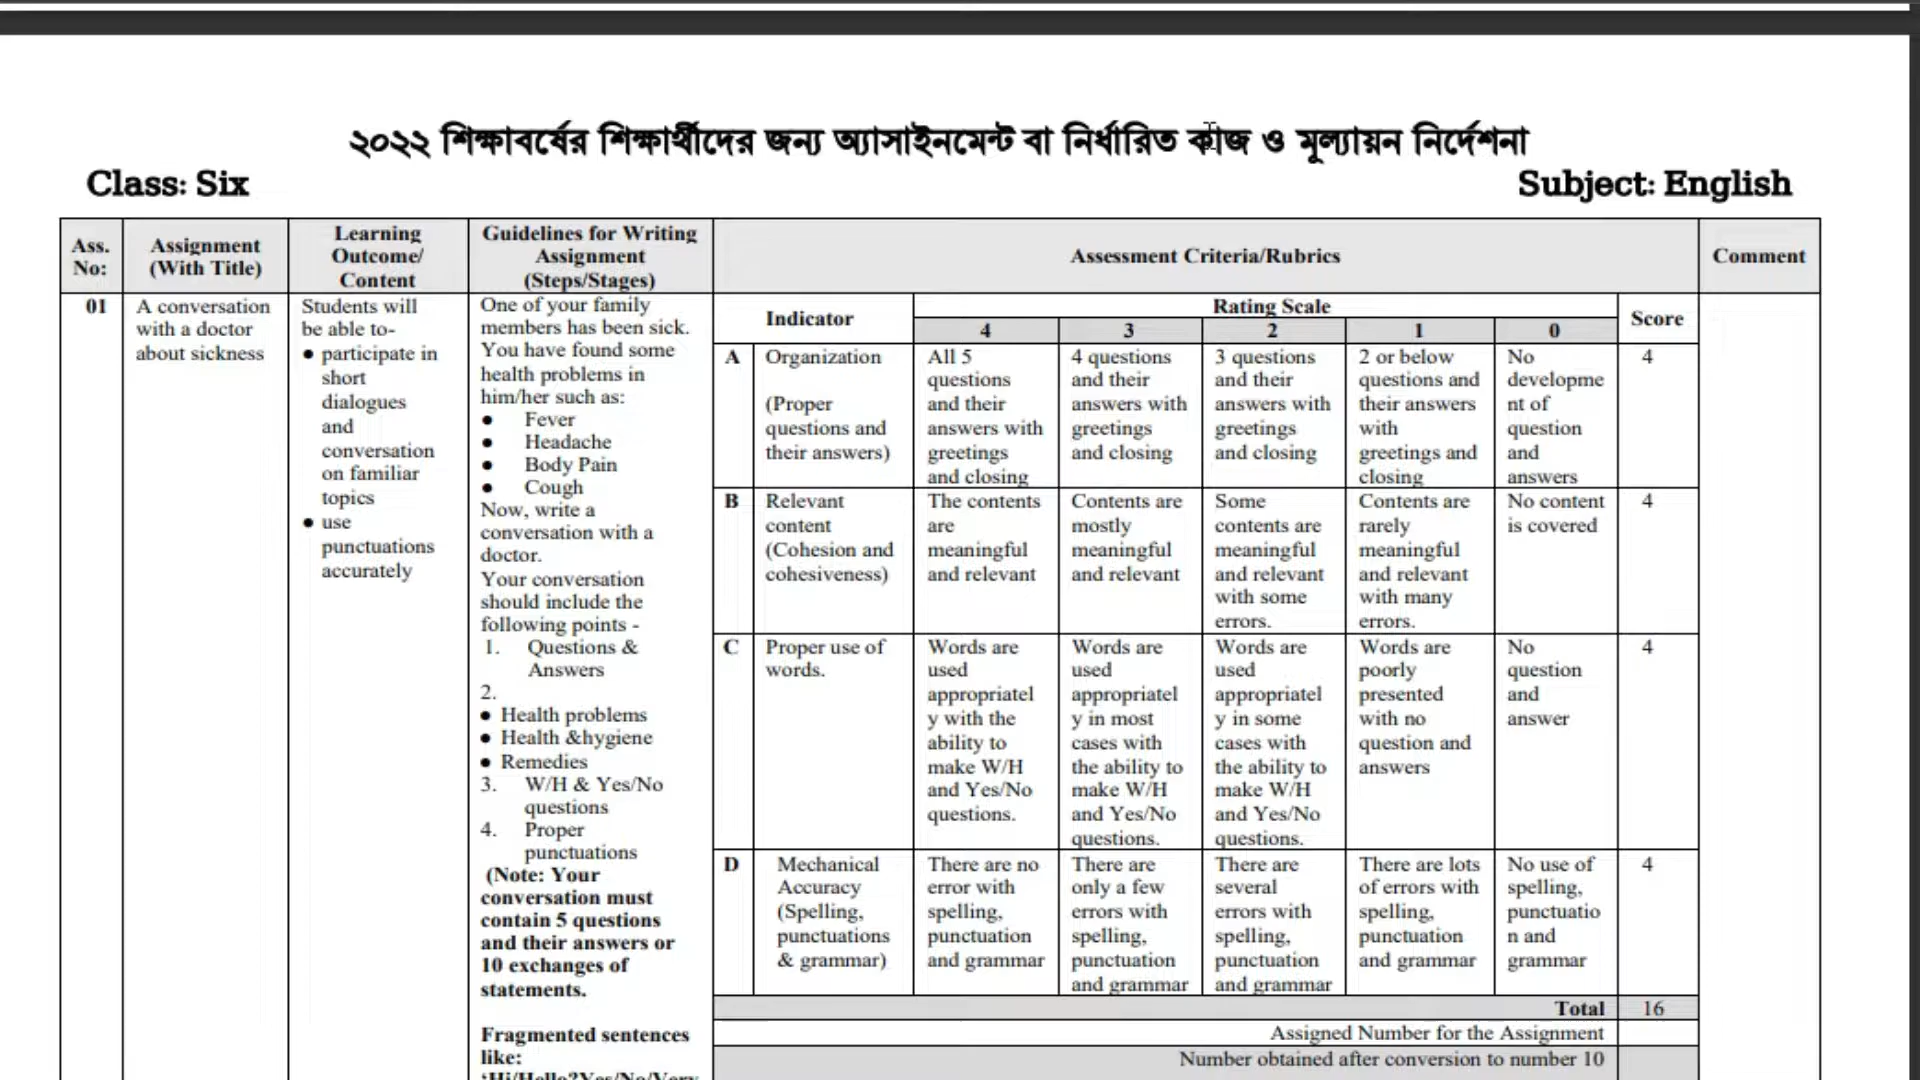 ২০২২ শিক্ষাবর্ষের শিক্ষার্থীদের জন্য অ্যাসাইনমেন্ট বা নির্ধারিত কাজ ও মূল্যায়ন নির্দেশনা
Class: Six
Subject: English
Ass.
No:
Assignment
(With Title)
Learning
Outcome/
Content
Guidelines for Writing
Assignment
(Steps/Stages)
Assessment Criteria/Rubrics
Comment
01
A conversation
with a doctor
about sickness
Students will
be able to-
● participate in
short
dialogues
and
conversation
on familiar
topics
● use
punctuations
accurately
One of your family
members has been sick.
You have found some
health problems in
him/her such as:
● Fever
● Headache
● Body Pain
● Cough
Now, write a
conversation with a
doctor.
Your conversation
should include the
following points -
1. Questions &
Answers
2.
● Health problems
● Health &hygiene
● Remedies
3. W/H & Yes/No
questions
4. Proper
punctuations
(Note: Your
conversation must
contain 5 questions
and their answers or
10 exchanges of
statements.
Fragmented sentences
like:
‘Hi/Hello?Yes/No/Very
Indicator
Rating Scale
Score
4
3
2
1
0
A
Organization
(Proper
questions and
their answers)
All 5
questions
and their
answers with
greetings
and closing
4 questions
and their
answers with
greetings
and closing
3 questions
and their
answers with
greetings
and closing
2 or below
questions and
their answers
with
greetings and
closing
No
developme
nt of
question
and
answers
4
B
Relevant
content
(Cohesion and
cohesiveness)
The contents
are
meaningful
and relevant
Contents are
mostly
meaningful
and relevant
Some
contents are
meaningful
and relevant
with some
errors.
Contents are
rarely
meaningful
and relevant
with many
errors.
No content
is covered
4
C
Proper use of
words.
Words are
used
appropriatel
y with the
ability to
make W/H
and Yes/No
questions.
Words are
used
appropriatel
y in most
cases with
the ability to
make W/H
and Yes/No
questions.
Words are
used
appropriatel
y in some
cases with
the ability to
make W/H
and Yes/No
questions.
Words are
poorly
presented
with no
question and
answers
No
question
and
answer
4
D
Mechanical
Accuracy
(Spelling,
punctuations
& grammar)
There are no
error with
spelling,
punctuation
and grammar
There are
only a few
errors with
spelling,
punctuation
and grammar
There are
several
errors with
spelling,
punctuation
and grammar
There are lots
of errors with
spelling,
punctuation
and grammar
No use of
spelling,
punctuatio
n and
grammar
4
Total
16
Assigned Number for the Assignment
Number obtained after conversion to number 10